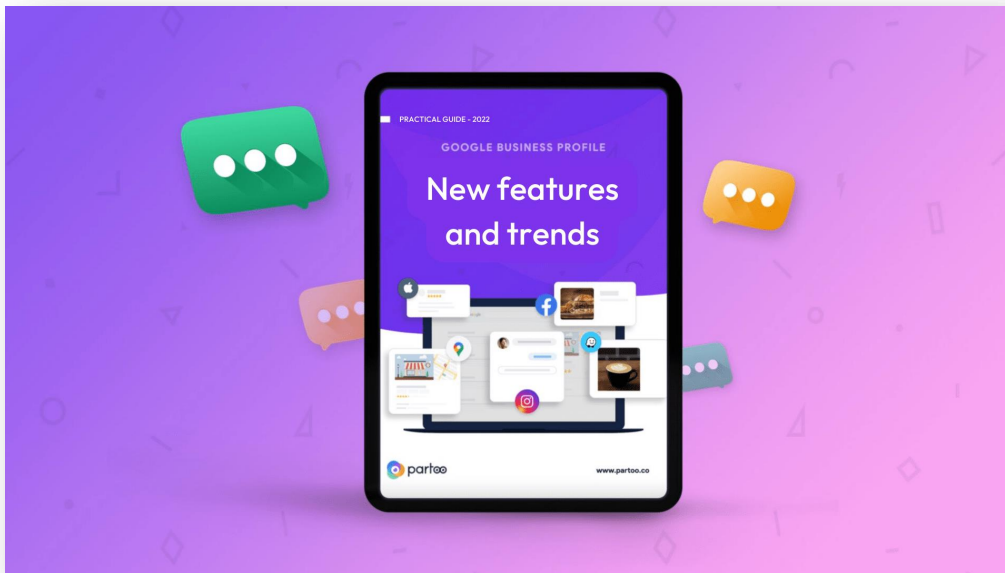 PRACTICAL GUIDE - 2022
GOOGLE BUSINESS PROFILE
New features
and trends
partoo
www.partoo.co